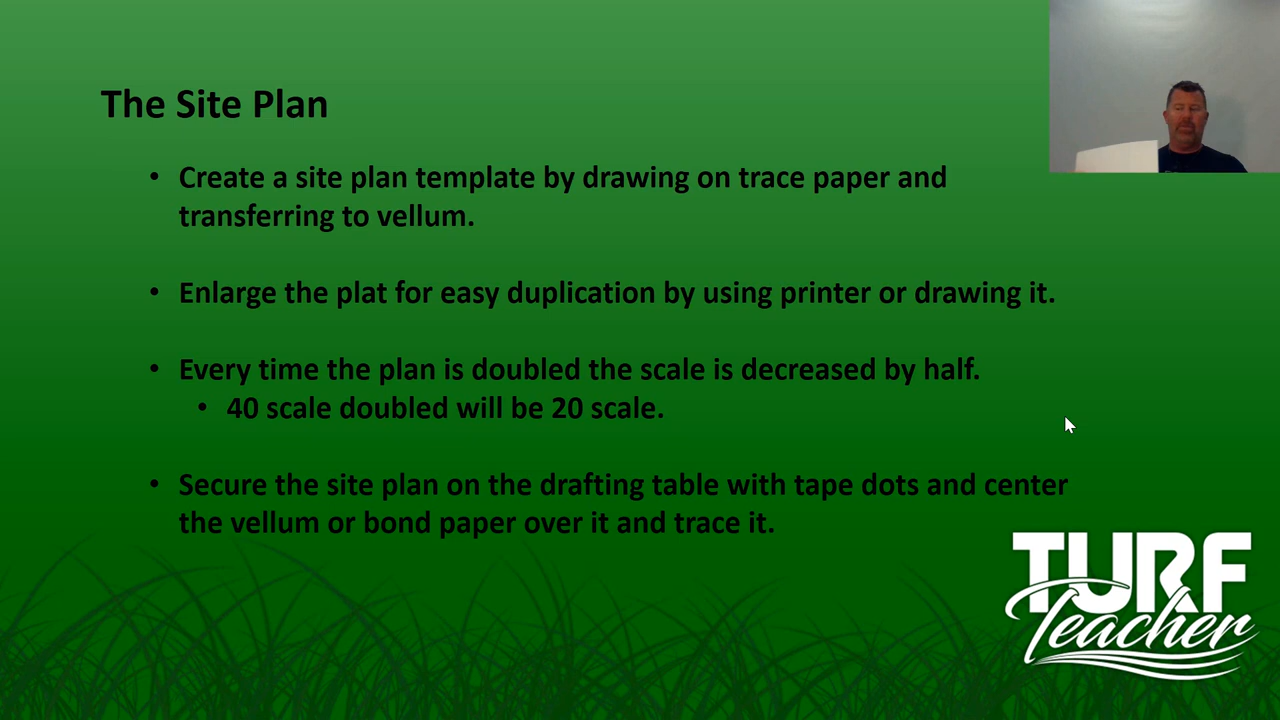 The Site Plan
• Create a site plan template by drawing on trace paper and
transferring to vellum.
• Enlarge the plat for easy duplication by using printer or drawing it.
• Every time the plan is doubled the scale is decreased by half.
• 40 scale doubled will be 20 scale.
• Secure the site plan on the drafting table with tape dots and center
the vellum or bond paper over it and trace it.
TURF
Teacher